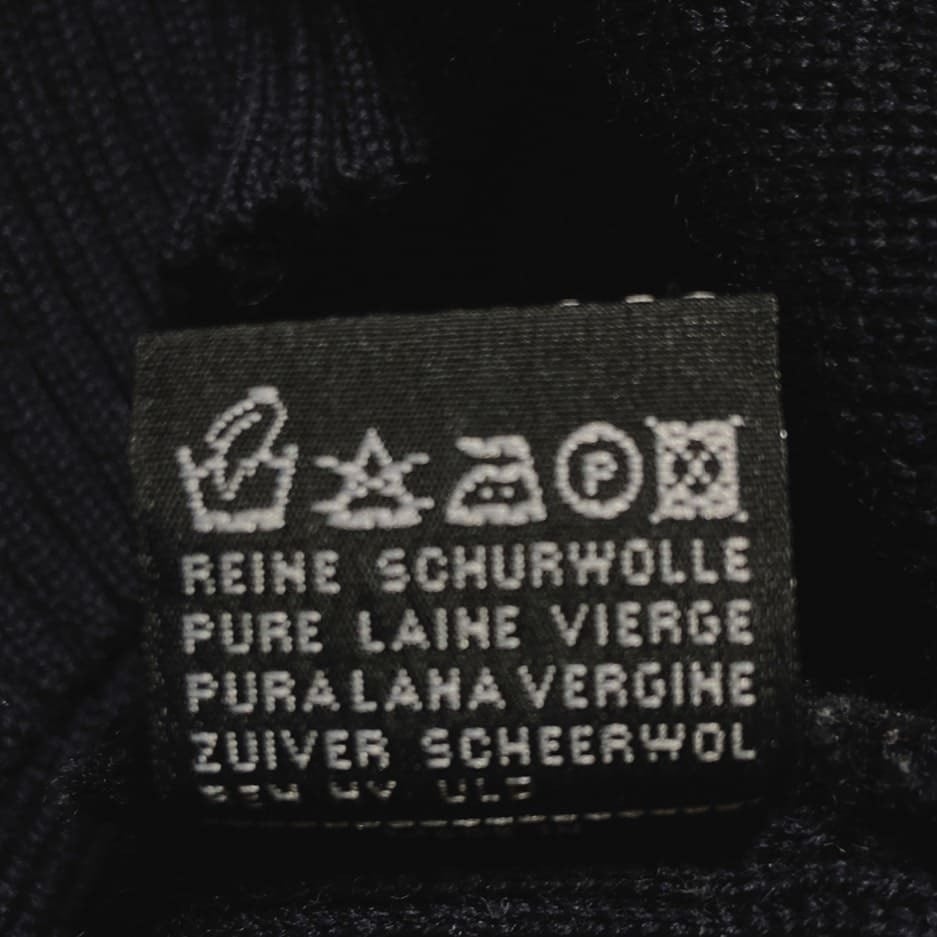 P
REINE SCHURWOLLE
PURE LAINE VIERGE
PURA LANA VERGINE
ZUIVER SCHEERWOL